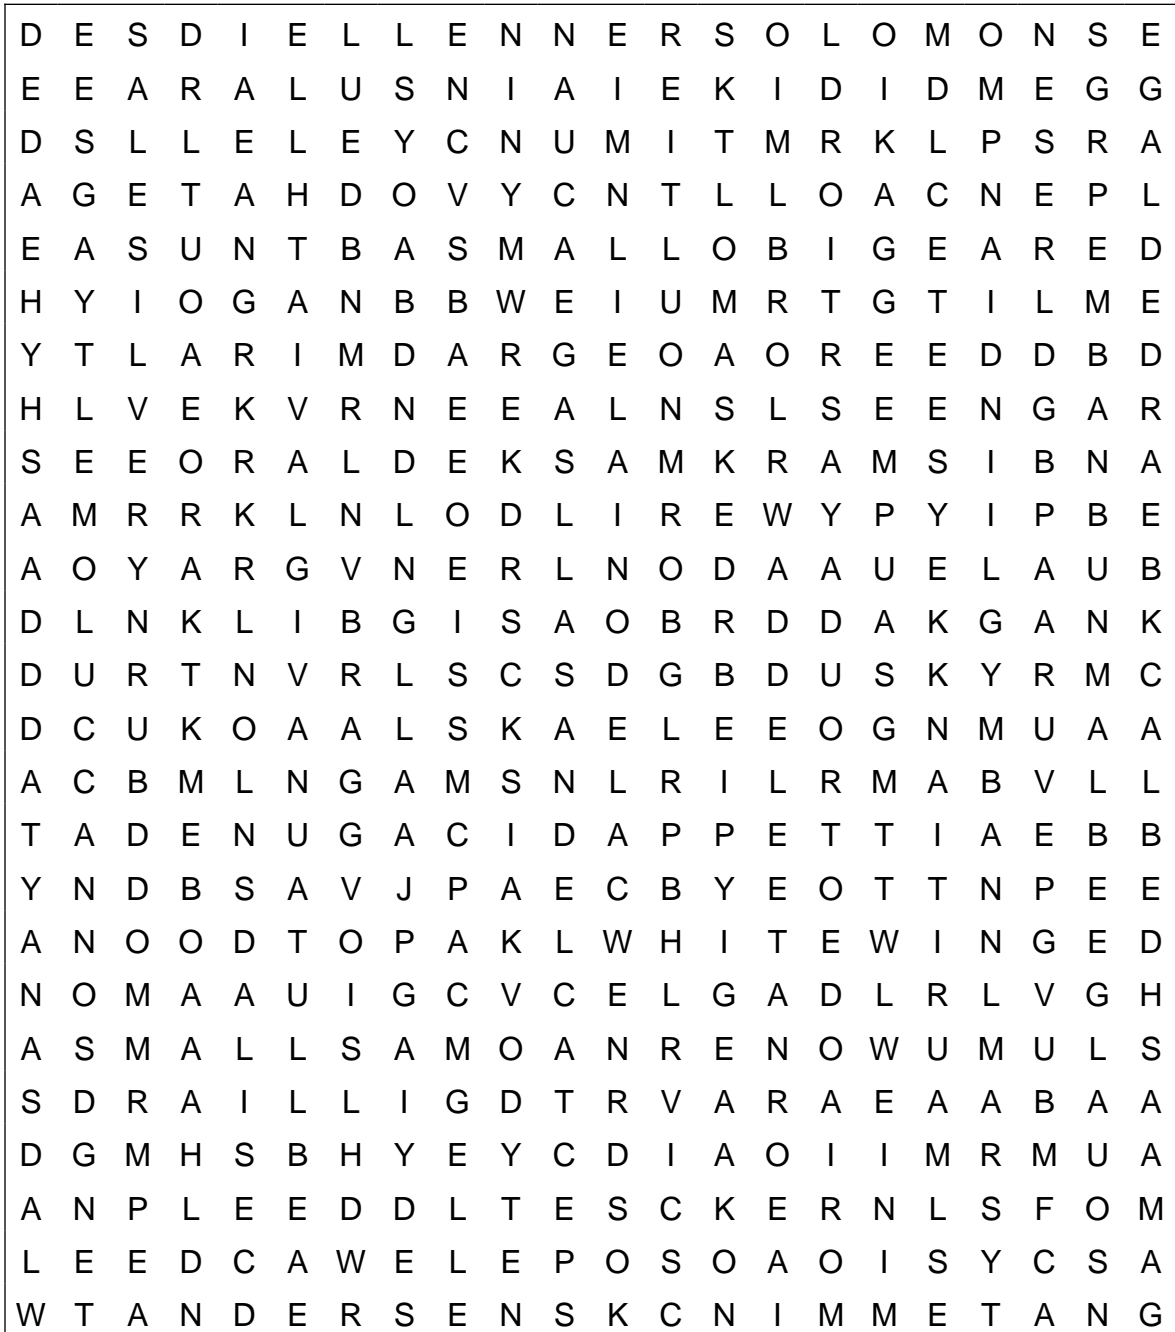 D E S D I E L L E N N E R S O L O M O N S E
E E A R A L U S N I A I E K I D I D M E G G
D S L L E L E Y C N U M I T M R K L P S R A
A G E T A H D O V Y C N T L L O A C N E P L
E A S U N T B A S M A L L O B I G E A R E D
H Y I O G A N B B W E I U M R T G T I L M E
Y T L A R I M D A R G E O A O R E E D D B D
H L V E K V R N E E A L N S L S E E N G A R
S E E O R A L D E K S A M K R A M S I B N A
A M R R K L N L O D L I R E W Y P Y I P B E
A O Y A R G V N E R L N O D A A U E L A U B
D L N K L I B G I S A O B R D D A K G A N K
D U R T N V R L S C S D G B D U S K Y R M C
D C U K O A A L S K A E L E E O G N M U A A
A C B M L N G A M S N L R I L R M A B V L L
T A D E N U G A C I D A P P E T T I A E B B
Y N D B S A V J P A E C B Y E O T T N P E E
A N O O D T O P A K L W H I T E W I N G E D
N O M A A U I G C V C E L G A D L R L V G H
A S M A L L S A M O A N R E N O W U M U L S
S D R A I L L I G D T R V A R A E A A B A A
D G M H S B H Y E Y C D I A O I I M R M U A
A N P L E E D D L T E S C K E R N L S F O M
L E E D C A W E L E P O S O A O I S Y C S A
W T A N D E R S E N S K C N I M M E T A N G